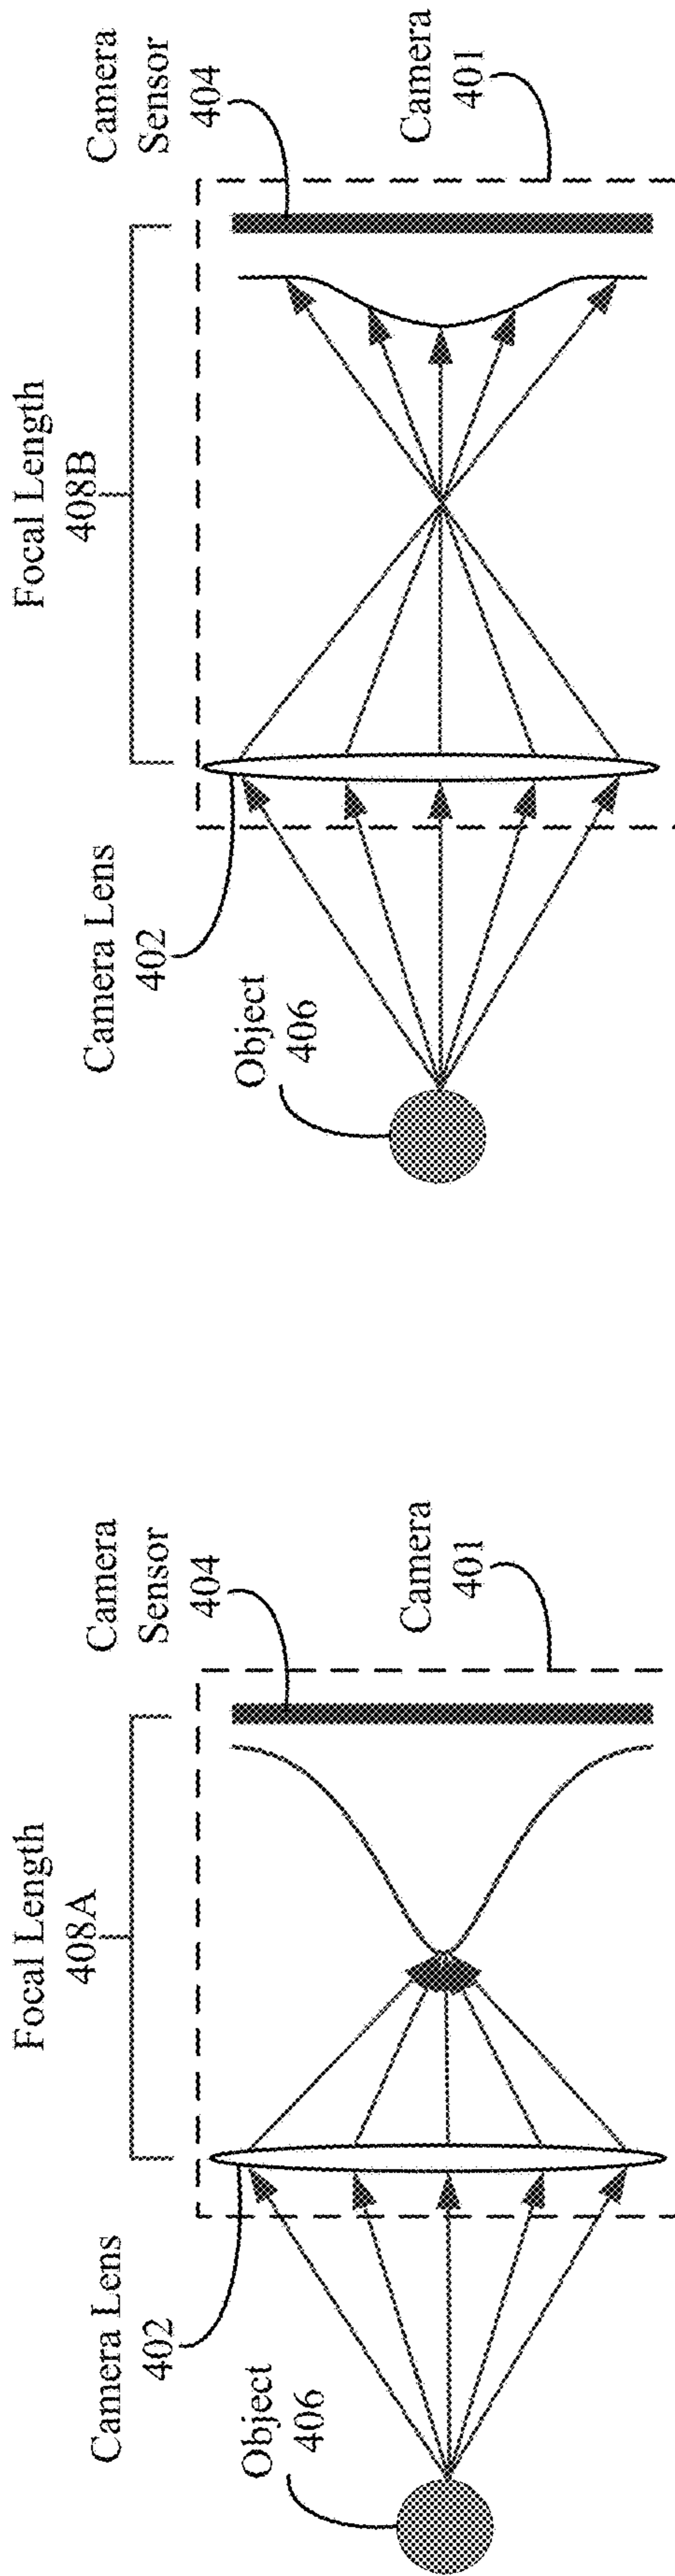 Focal Length
408A
Camera Lens
402
Object
406
Camera
Sensor
404
Camera
401
Focal Length
408B
Camera Lens
402
Object
406
Camera
Sensor
404
Camera
401